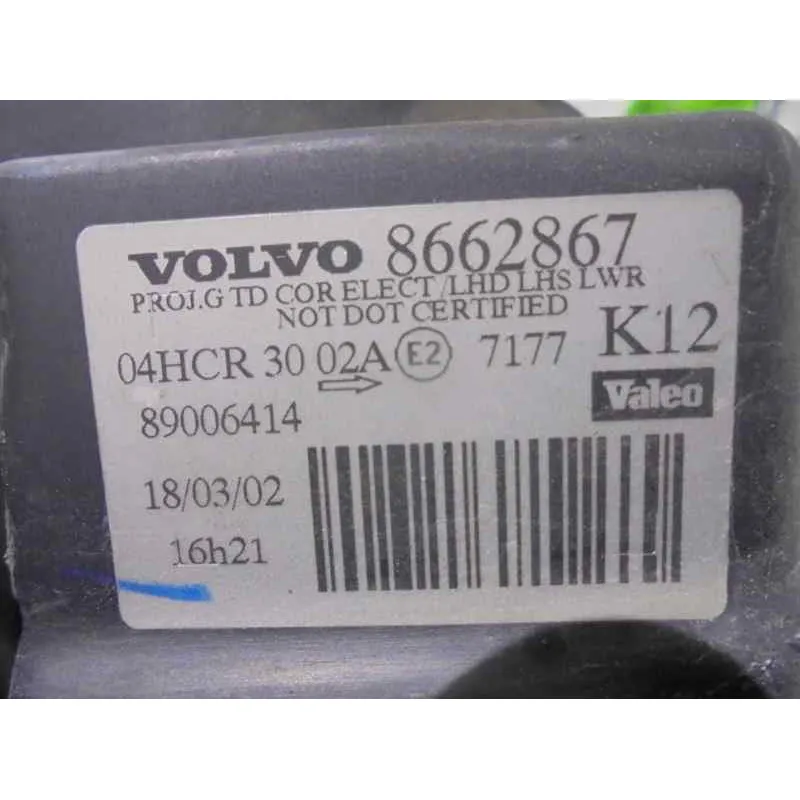 VOLVO 8662867
PROJ.G TD COR ELECT/LHD LHS LWR
NOT DOT CERTIFIED
04HCR 30 02A E2 7177 K12
Valeo
89006414
18/03/02
16h21